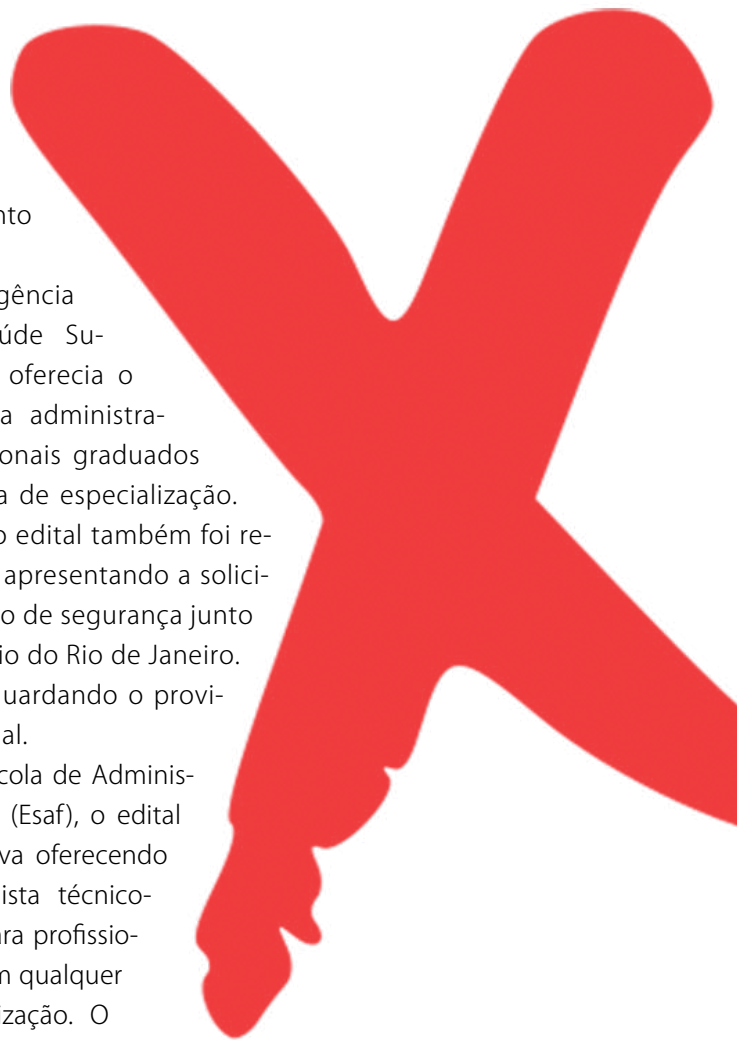 nto
gência
úde Su-
oferecia o
a administra-
onais graduados
a de especialização.
o edital também foi re-
apresentando a solici-
o de segurança junto
io do Rio de Janeiro.
uardando o provi-
al.
cola de Adminis-
(Esaf), o edital
va oferecendo
ista técnico-
ara profissio-
m qualquer
ização. O